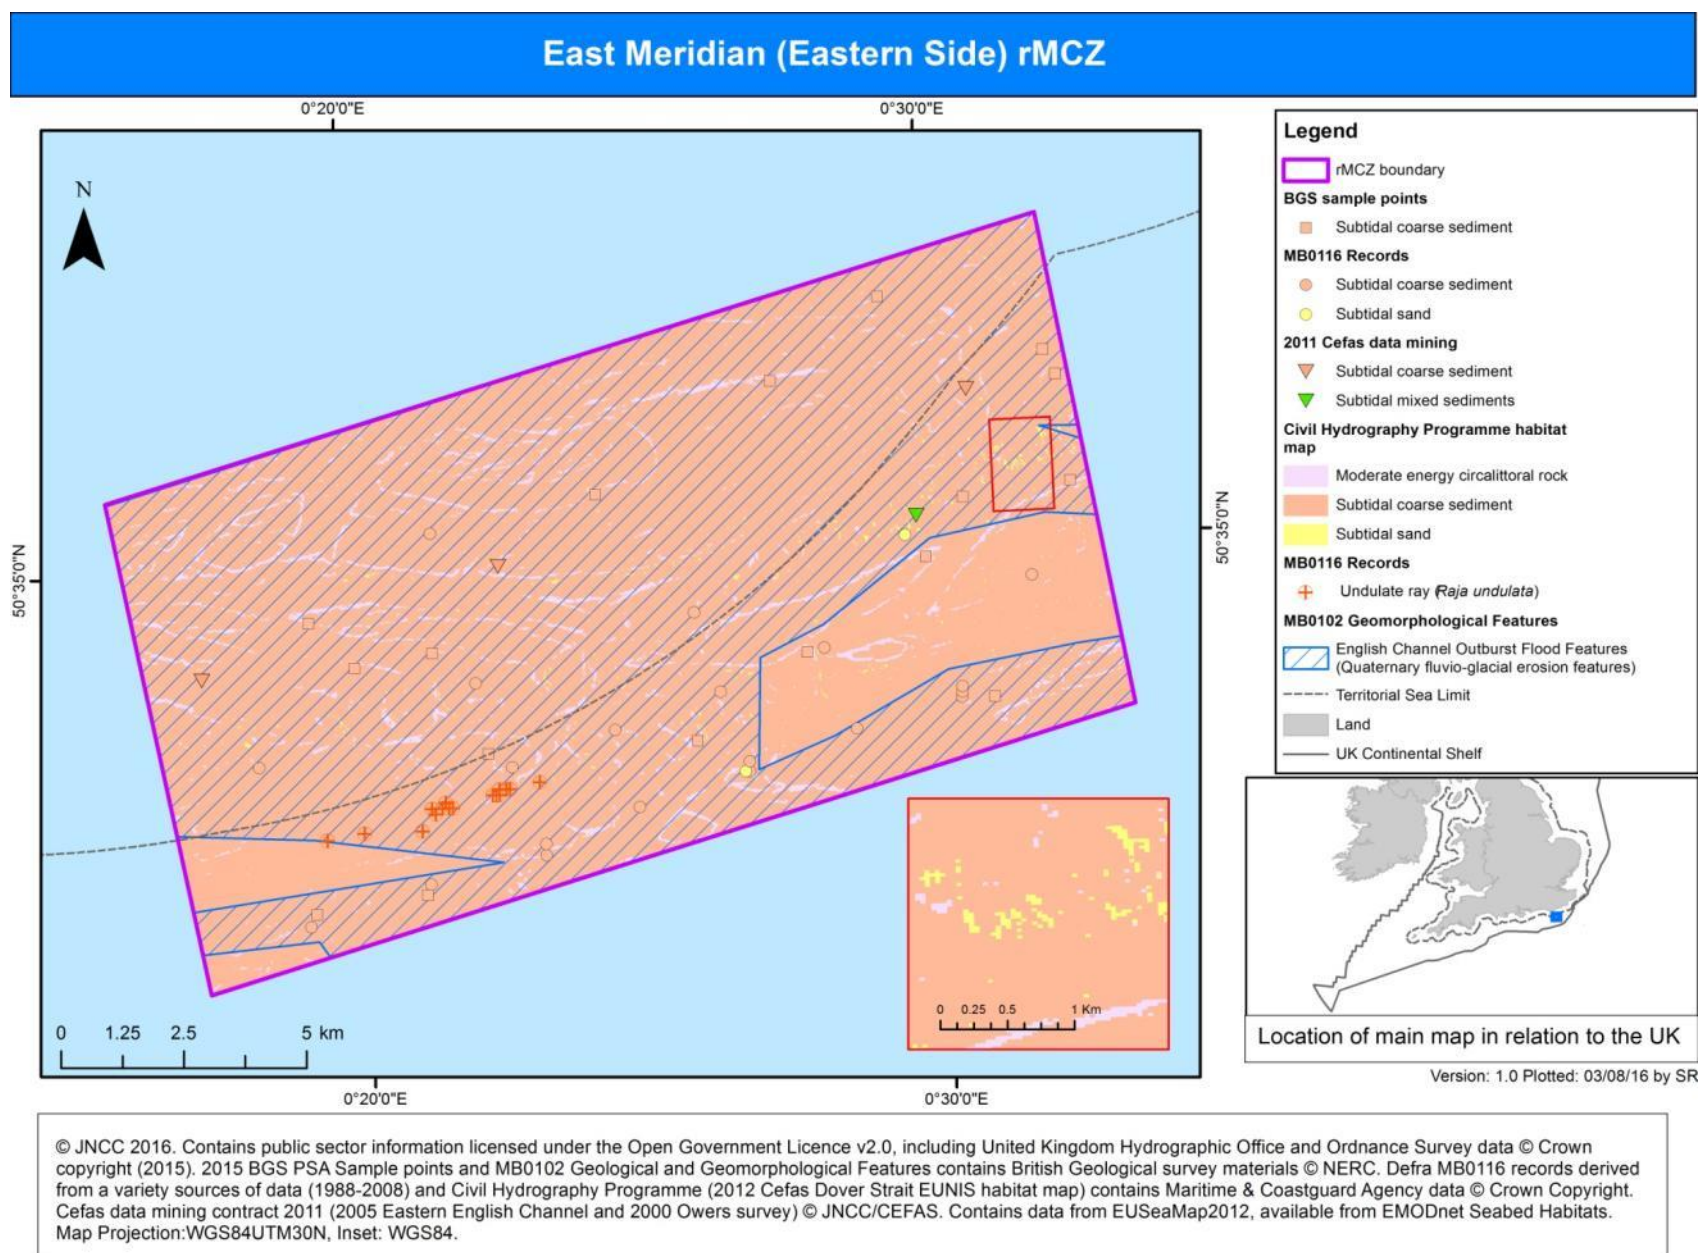 East Meridian (Eastern Side) rMCZ
0°20'0"E
0°30'0"E
N
50°35'0"N
50°35'0"N
0 1.25 2.5 5 km
0 0.25 0.5 1 Km
0°20'0"E
0°30'0"E
Legend
rMCZ boundary
BGS sample points
Subtidal coarse sediment
MB0116 Records
Subtidal coarse sediment
Subtidal sand
2011 Cefas data mining
Subtidal coarse sediment
Subtidal mixed sediments
Civil Hydrography Programme habitat
map
Moderate energy circalittoral rock
Subtidal coarse sediment
Subtidal sand
MB0116 Records
Undulate ray (Raja undulata)
MB0102 Geomorphological Features
English Channel Outburst Flood Features
(Quaternary fluvio-glacial erosion features)
Territorial Sea Limit
Land
UK Continental Shelf
Location of main map in relation to the UK
Version: 1.0 Plotted: 03/08/16 by SR
© JNCC 2016. Contains public sector information licensed under the Open Government Licence v2.0, including United Kingdom Hydrographic Office and Ordnance Survey data © Crown
copyright (2015). 2015 BGS PSA Sample points and MB0102 Geological and Geomorphological Features contains British Geological survey materials © NERC. Defra MB0116 records derived
from a variety sources of data (1988-2008) and Civil Hydrography Programme (2012 Cefas Dover Strait EUNIS habitat map) contains Maritime & Coastguard Agency data © Crown Copyright.
Cefas data mining contract 2011 (2005 Eastern English Channel and 2000 Owers survey) © JNCC/CEFAS. Contains data from EUSeaMap2012, available from EMODnet Seabed Habitats.
Map Projection:WGS84UTM30N, Inset: WGS84.